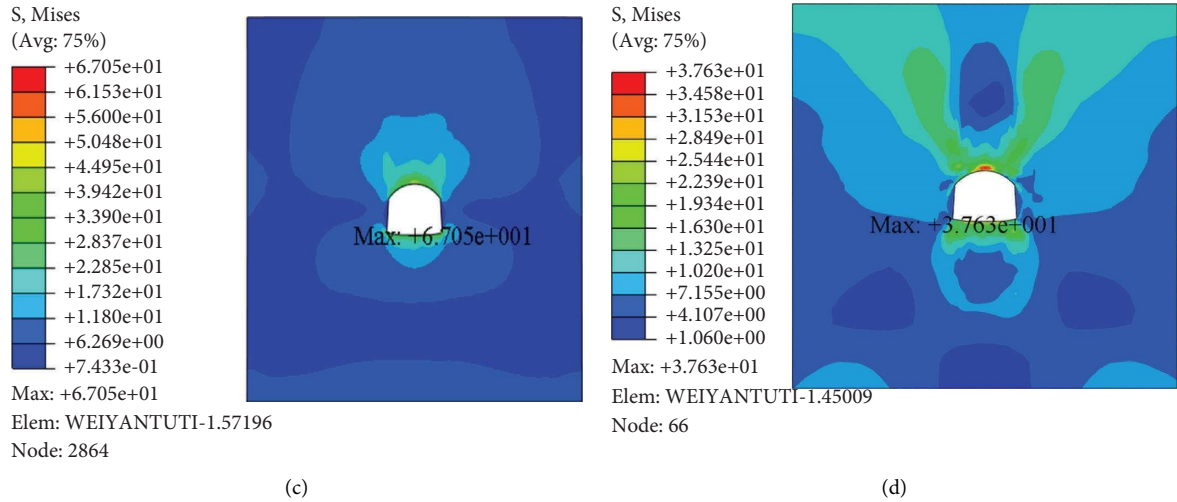 S, Mises
(Avg: 75%)
+6.705e+01
+6.153e+01
+5.600e+01
+5.048e+01
+4.495e+01
+3.942e+01
+3.390e+01
+2.837e+01
+2.285e+01
+1.732e+01
+1.180e+01
+6.269e+00
+7.433e-01
Max: +6.705e+01
Elem: WEIYANTUTI-1.57196
Node: 2864
Max: +6.705e+001
(c)
S, Mises
(Avg: 75%)
+3.763e+01
+3.458e+01
+3.153e+01
+2.849e+01
+2.544e+01
+2.239e+01
+1.934e+01
+1.630e+01
+1.325e+01
+1.020e+01
+7.155e+00
+4.107e+00
+1.060e+00
Max: +3.763e+01
Elem: WEIYANTUTI-1.45009
Node: 66
Max: +3.763e+001
(d)